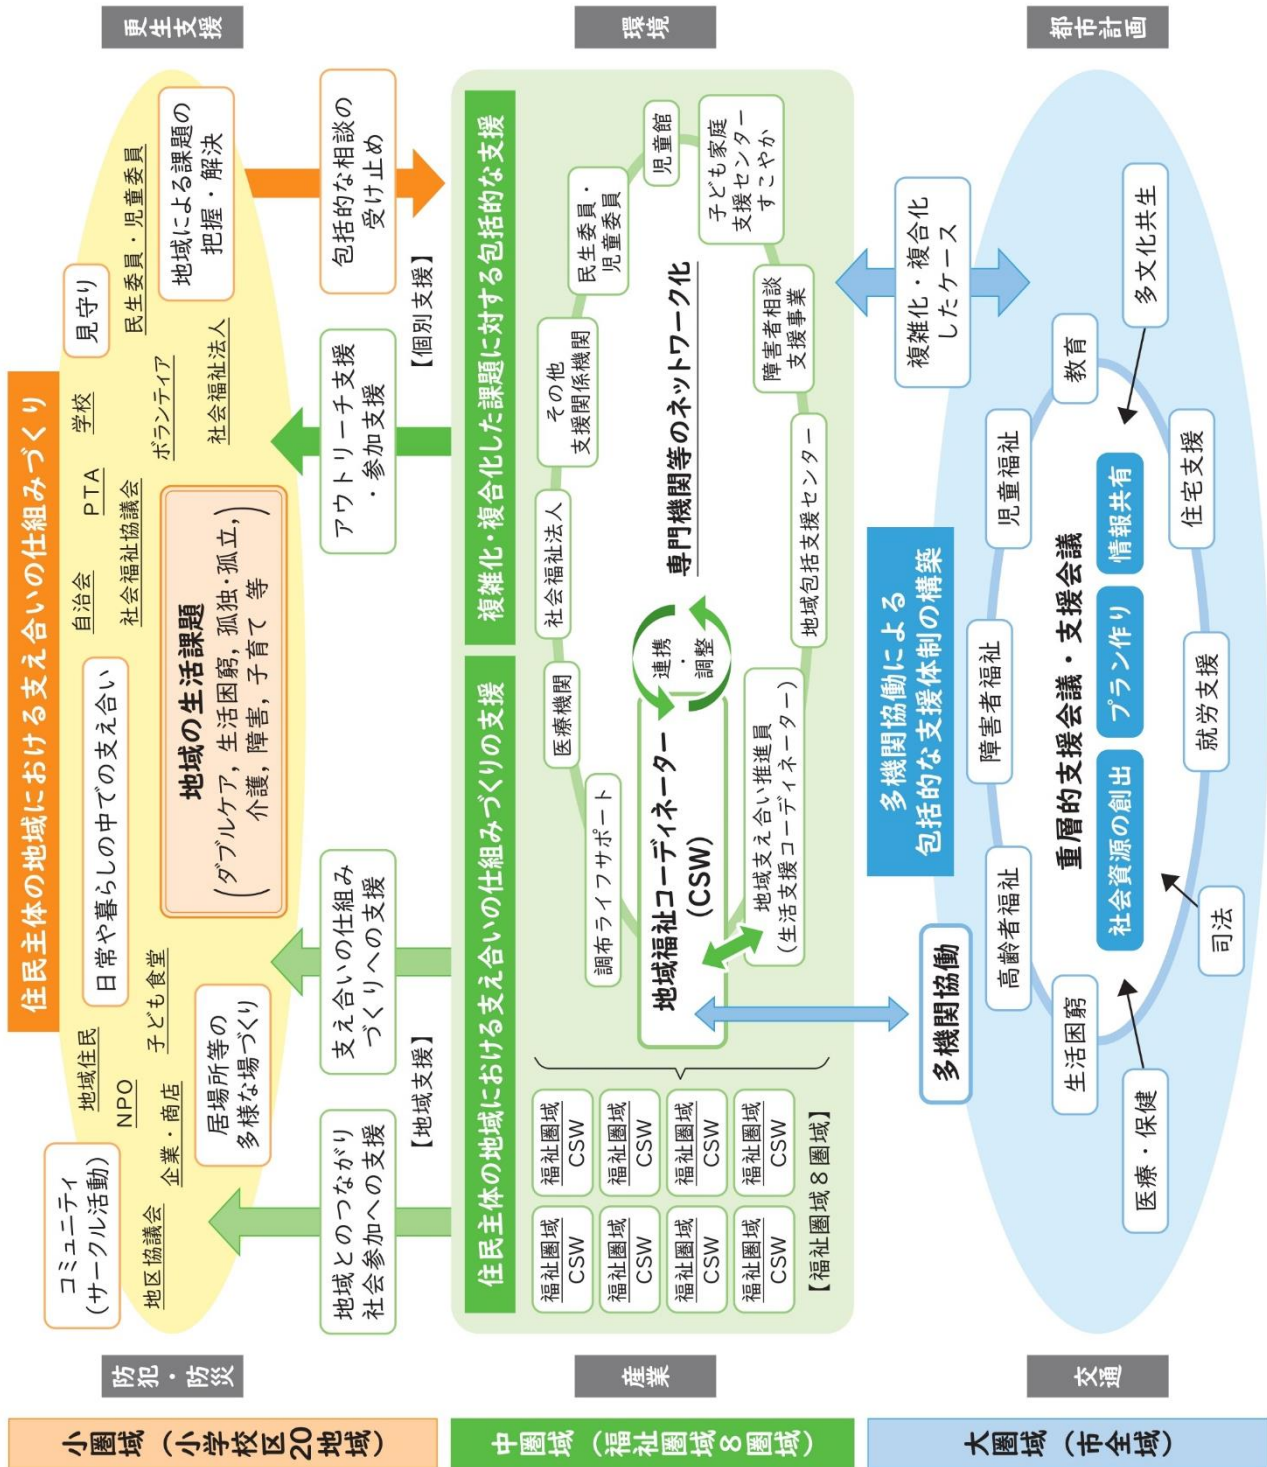 小圏域（小学校区20地域）
防犯・防災
更生支援
住民主体の地域における支え合いの仕組みづくり
コミュニティ
(サークル活動)
地区協議会
地域住民
NPO
企業・商店
子ども食堂
居場所等の
多様な場づくり
日常や暮らしの中での支え合い
自治会
PTA
学校
社会福祉協議会
ボランティア
社会福祉法人
見守り
民生委員・児童委員
地域による課題の
把握・解決
地域の生活課題
(ダブルケア，生活困窮，孤独・孤立，
介護，障害，子育て 等)
地域とのつながり
社会参加への支援
支え合いの仕組み
づくりへの支援
【地域支援】
アウトリーチ支援
・参加支援
包括的な相談の
受け止め
【個別支援】
中圏域（福祉圏域8圏域）
産業
環境
住民主体の地域における支え合いの仕組みづくりの支援
複雑化・複合化した課題に対する包括的な支援
福祉圏域
CSW
福祉圏域
CSW
福祉圏域
CSW
福祉圏域
CSW
福祉圏域
CSW
福祉圏域
CSW
福祉圏域
CSW
福祉圏域
CSW
【福祉圏域8圏域】
調布ライフサポート
医療機関
社会福祉法人
その他
支援関係機関
民生委員・
児童委員
児童館
子ども家庭
支援センター
すこやか
障害者相談
支援事業
地域包括支援センター
地域支え合い推進員
(生活支援コーディネーター)
地域福祉コーディネーター
(CSW)
連携
・
調整
専門機関等のネットワーク化
大圏域（市全域）
交通
都市計画
多機関協働
多機関協働による
包括的な支援体制の構築
複雑化・複合化
したケース
生活困窮
高齢者福祉
障害者福祉
児童福祉
教育
重層的支援会議・支援会議
社会資源の創出
プラン作り
情報共有
医療・保健
司法
就労支援
住宅支援
多文化共生